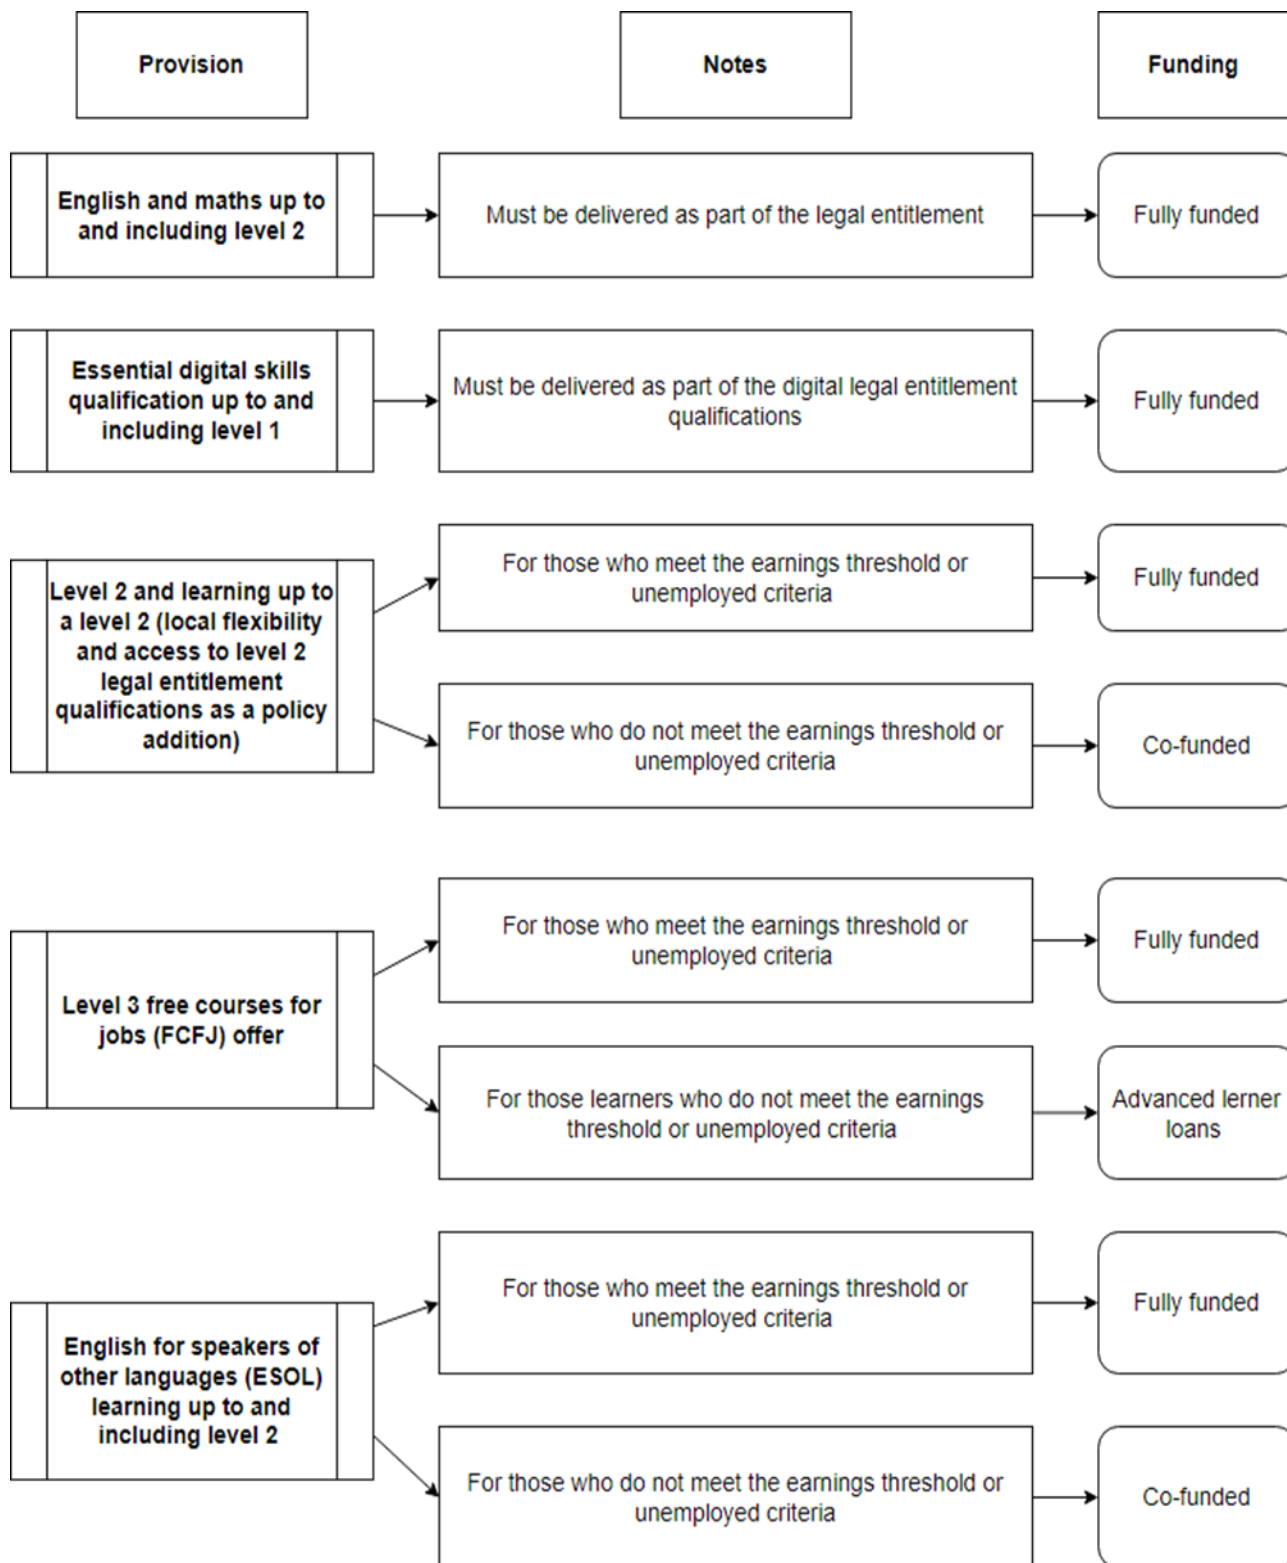 Provision
Notes
Funding
English and maths up to
and including level 2
Must be delivered as part of the legal entitlement
Fully funded
Essential digital skills
qualification up to and
including level 1
Must be delivered as part of the digital legal entitlement
qualifications
Fully funded
Level 2 and learning up to
a level 2 (local flexibility
and access to level 2
legal entitlement
qualifications as a policy
addition)
For those who meet the earnings threshold or
unemployed criteria
Fully funded
For those who do not meet the earnings threshold or
unemployed criteria
Co-funded
Level 3 free courses for
jobs (FCFJ) offer
For those who meet the earnings threshold or
unemployed criteria
Fully funded
For those learners who do not meet the earnings
threshold or unemployed criteria
Advanced lerner
loans
English for speakers of
other languages (ESOL)
learning up to and
including level 2
For those who meet the earnings threshold or
unemployed criteria
Fully funded
For those who do not meet the earnings threshold or
unemployed criteria
Co-funded